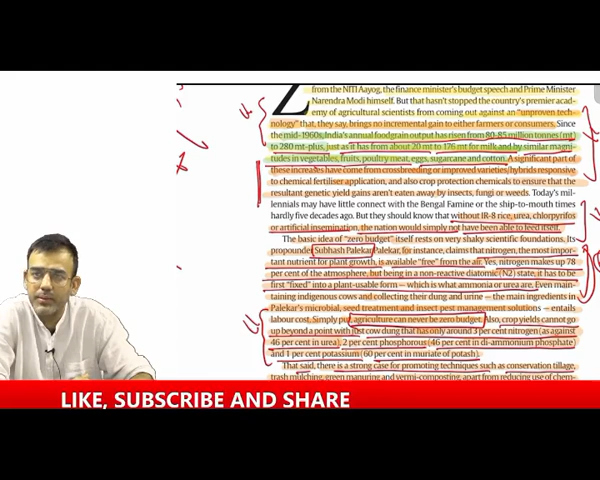 from the NITI Aayog, the finance minister's budget speech and Prime Minister
Narendra Modi himself. But that hasn't stopped the country's premier acad-
emy of agricultural scientists from coming out against an "unproven tech-
nology" that, they say, brings no incremental gain to either farmers or consumers. Since
the mid-1960s, India's annual foodgrain output has risen from 80-85 million tonnes (mt)
to 280 mt-plus, just as it has from about 20 mt to 176 mt for milk and by similar magni-
tudes in vegetables, fruits, poultry meat, eggs, sugarcane and cotton. A significant part of
these increases have come from crossbreeding or improved varieties/hybrids responsive
to chemical fertiliser application, and also crop protection chemicals to ensure that the
resultant genetic yield gains aren't eaten away by insects, fungi or weeds. Today's mil-
lennials may have little connect with the Bengal Famine or the ship-to-mouth times
hardly five decades ago. But they should know that without IR-8 rice, urea, chlorpyrifos
or artificial insemination, the nation would simply not have been able to feed itself.
The basic idea of "zero budget" itself rests on very shaky scientific foundations. Its
propounder Subhash Palekar Palekar, for instance, claims that nitrogen, the most impor-
tant nutrient for plant growth, is available "free" from the air. Yes, nitrogen makes up 78
per cent of the atmosphere, but being in a non-reactive diatomic (N2) state, it has to be
first "fixed" into a plant-usable form — which is what ammonia or urea are. Even main-
taining indigenous cows and collecting their dung and urine — the main ingredients in
Palekar's microbial, seed treatment and insect pest management solutions — entails
labour cost. Simply put, agriculture can never be zero budget. Also, crop yields cannot go
up beyond a point with just cow dung that has only around 3 per cent nitrogen (as against
46 per cent in urea), 2 per cent phosphorous (46 per cent in di-ammonium phosphate)
and 1 per cent potassium (60 per cent in muriate of potash).
That said, there is a strong case for promoting techniques such as conservation tillage,
trash mulching, green manuring and vermi-composting, apart from reducing use of chem-
LIKE, SUBSCRIBE AND SHARE